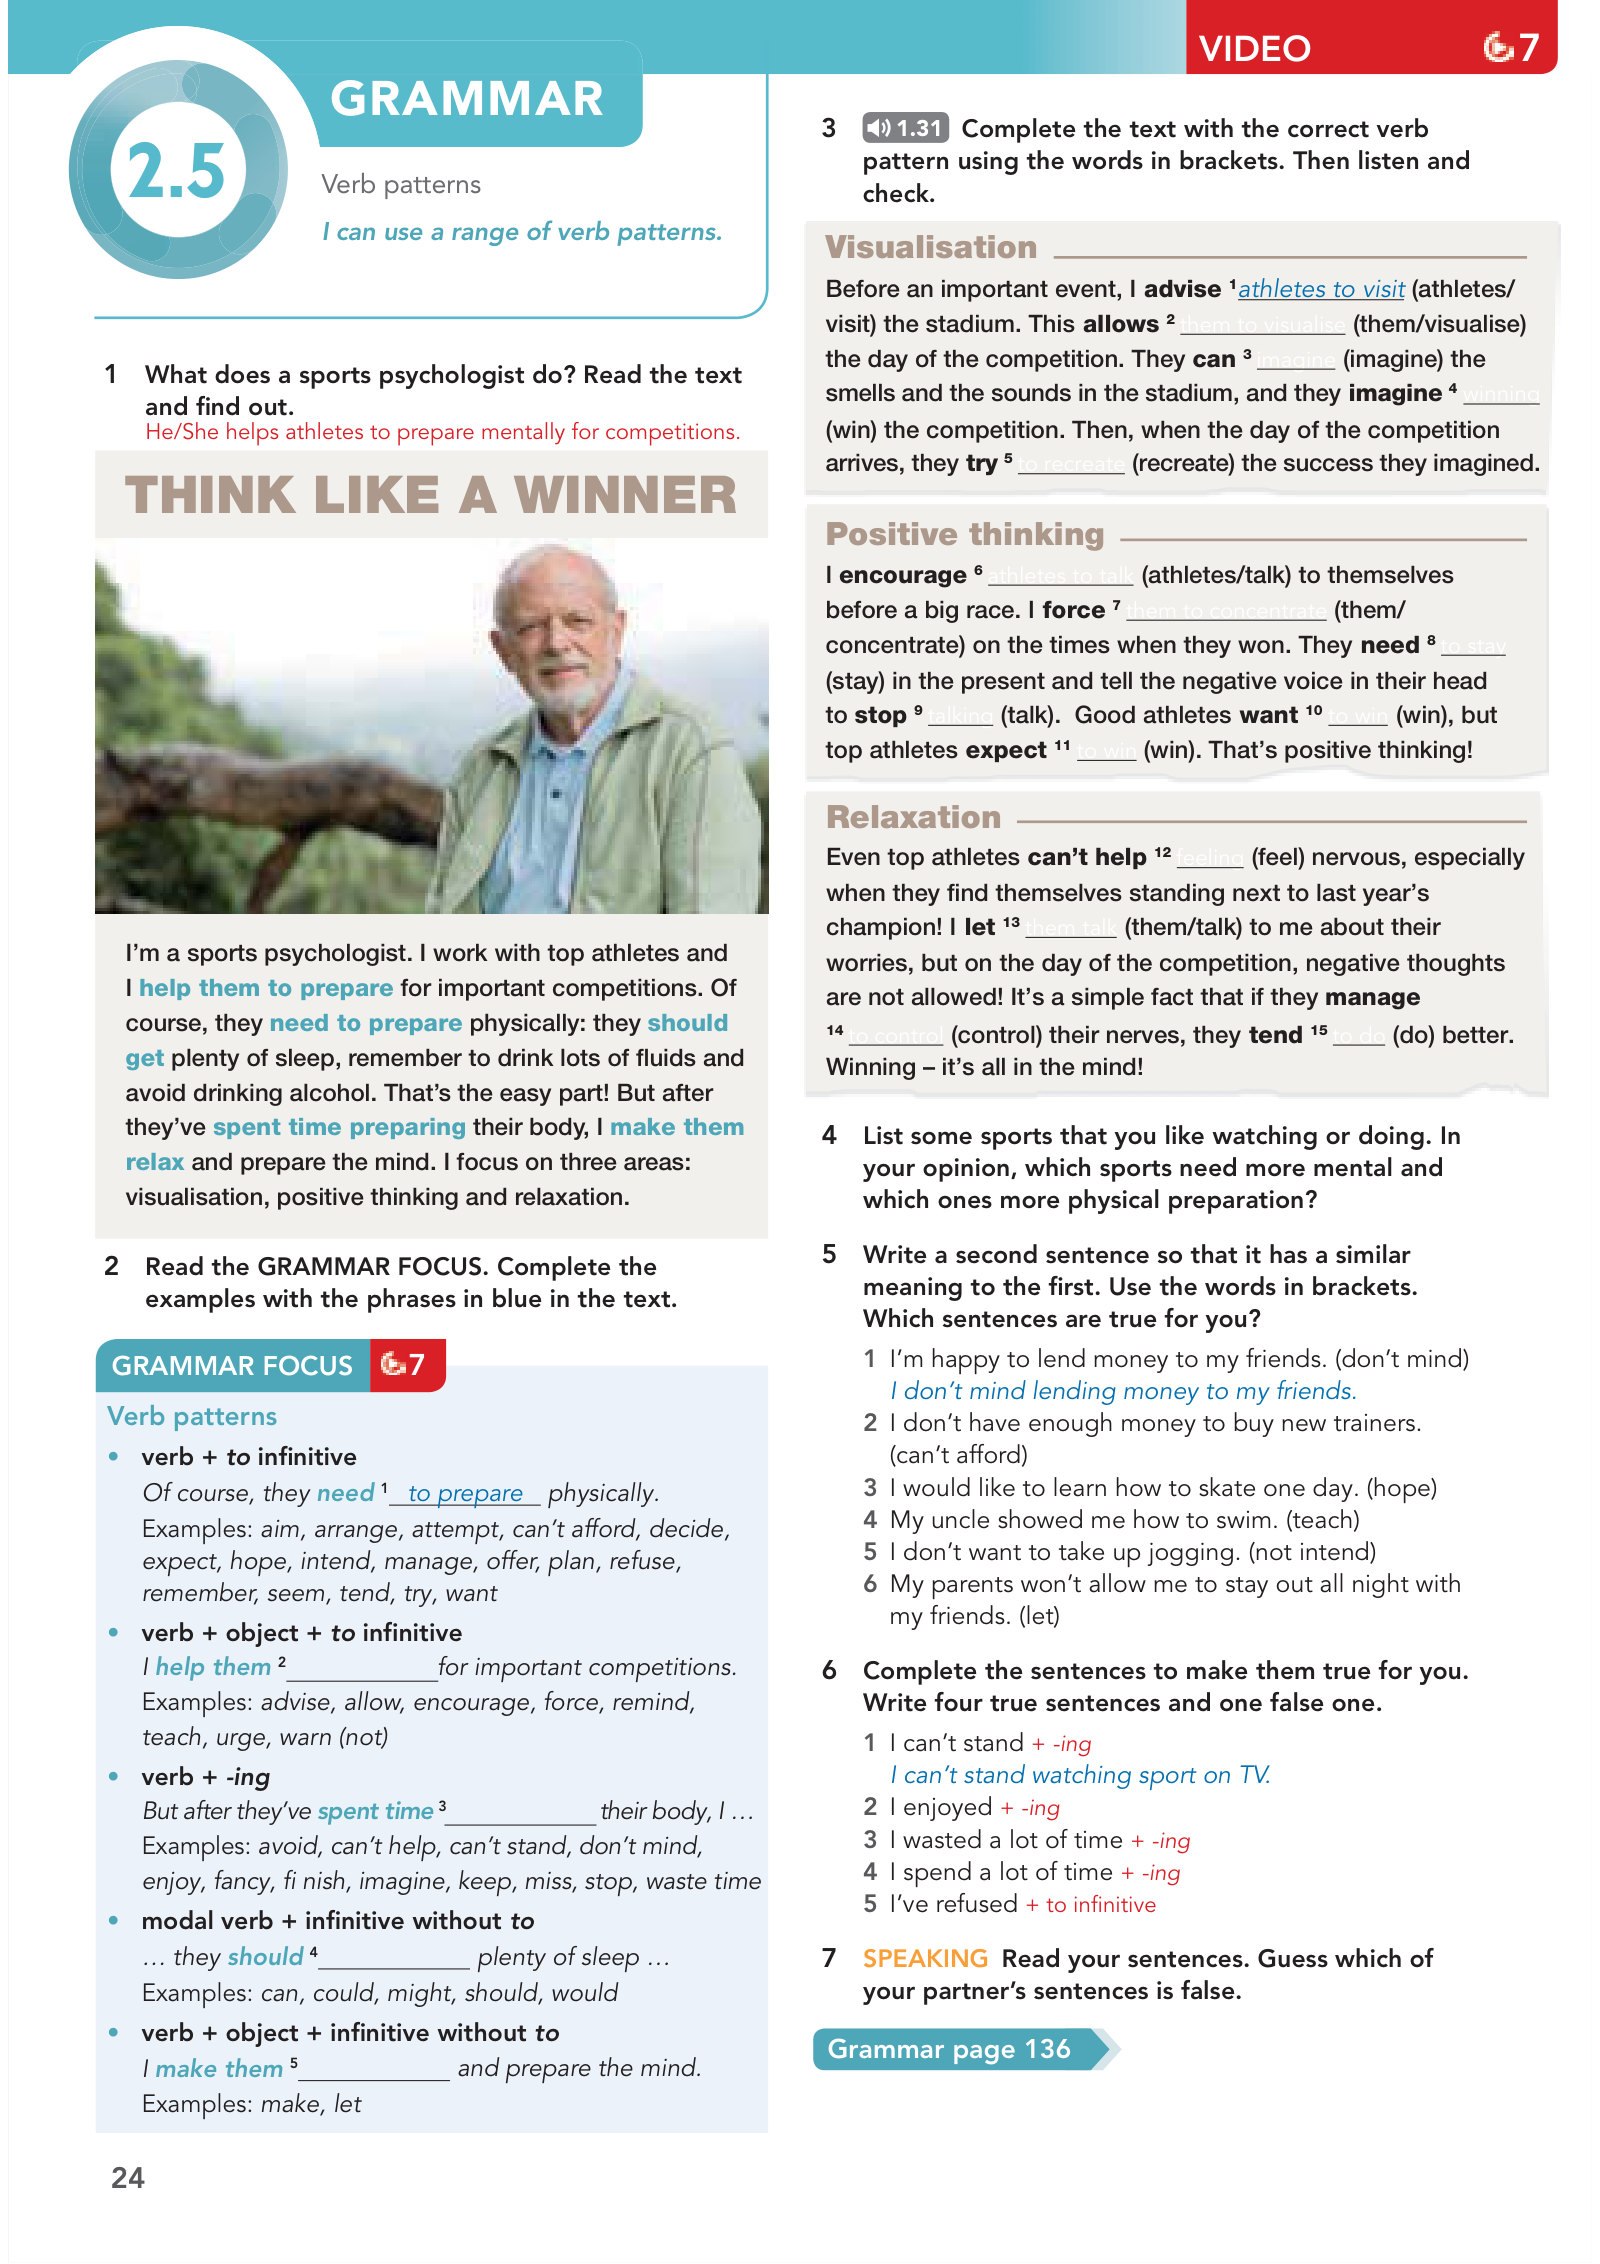 VIDEO 7
GRAMMAR
2.5
Verb patterns
I can use a range of verb patterns.
1 What does a sports psychologist do? Read the text
and find out.
He/She helps athletes to prepare mentally for competitions.
THINK LIKE A WINNER
I'm a sports psychologist. I work with top athletes and
I help them to prepare for important competitions. Of
course, they need to prepare physically: they should
get plenty of sleep, remember to drink lots of fluids and
avoid drinking alcohol. That's the easy part! But after
they've spent time preparing their body, I make them
relax and prepare the mind. I focus on three areas:
visualisation, positive thinking and relaxation.
2 Read the GRAMMAR FOCUS. Complete the
examples with the phrases in blue in the text.
GRAMMAR FOCUS 7
Verb patterns
• verb + to infinitive
Of course, they need 1 to prepare physically.
Examples: aim, arrange, attempt, can't afford, decide,
expect, hope, intend, manage, offer, plan, refuse,
remember, seem, tend, try, want
• verb + object + to infinitive
I help them 2 ____________ for important competitions.
Examples: advise, allow, encourage, force, remind,
teach, urge, warn (not)
• verb + -ing
But after they've spent time 3 ____________ their body, I …
Examples: avoid, can't help, can't stand, don't mind,
enjoy, fancy, fi nish, imagine, keep, miss, stop, waste time
• modal verb + infinitive without to
… they should 4 ____________ plenty of sleep …
Examples: can, could, might, should, would
• verb + object + infinitive without to
I make them 5 ____________ and prepare the mind.
Examples: make, let
24
3 1.31 Complete the text with the correct verb
pattern using the words in brackets. Then listen and
check.
Visualisation
Before an important event, I advise 1 athletes to visit (athletes/
visit) the stadium. This allows 2 them to visualise (them/visualise)
the day of the competition. They can 3 imagine (imagine) the
smells and the sounds in the stadium, and they imagine 4 winning
(win) the competition. Then, when the day of the competition
arrives, they try 5 to recreate (recreate) the success they imagined.
Positive thinking
I encourage 6 athletes to talk (athletes/talk) to themselves
before a big race. I force 7 them to concentrate (them/
concentrate) on the times when they won. They need 8 to stay
(stay) in the present and tell the negative voice in their head
to stop 9 talking (talk). Good athletes want 10 to win (win), but
top athletes expect 11 to win (win). That's positive thinking!
Relaxation
Even top athletes can't help 12 feeling (feel) nervous, especially
when they find themselves standing next to last year's
champion! I let 13 them talk (them/talk) to me about their
worries, but on the day of the competition, negative thoughts
are not allowed! It's a simple fact that if they manage
14 to control (control) their nerves, they tend 15 to do (do) better.
Winning – it's all in the mind!
4 List some sports that you like watching or doing. In
your opinion, which sports need more mental and
which ones more physical preparation?
5 Write a second sentence so that it has a similar
meaning to the first. Use the words in brackets.
Which sentences are true for you?
1 I'm happy to lend money to my friends. (don't mind)
I don't mind lending money to my friends.
2 I don't have enough money to buy new trainers.
(can't afford)
3 I would like to learn how to skate one day. (hope)
4 My uncle showed me how to swim. (teach)
5 I don't want to take up jogging. (not intend)
6 My parents won't allow me to stay out all night with
my friends. (let)
6 Complete the sentences to make them true for you.
Write four true sentences and one false one.
1 I can't stand + -ing
I can't stand watching sport on TV.
2 I enjoyed + -ing
3 I wasted a lot of time + -ing
4 I spend a lot of time + -ing
5 I've refused + to infinitive
7 SPEAKING Read your sentences. Guess which of
your partner's sentences is false.
Grammar page 136